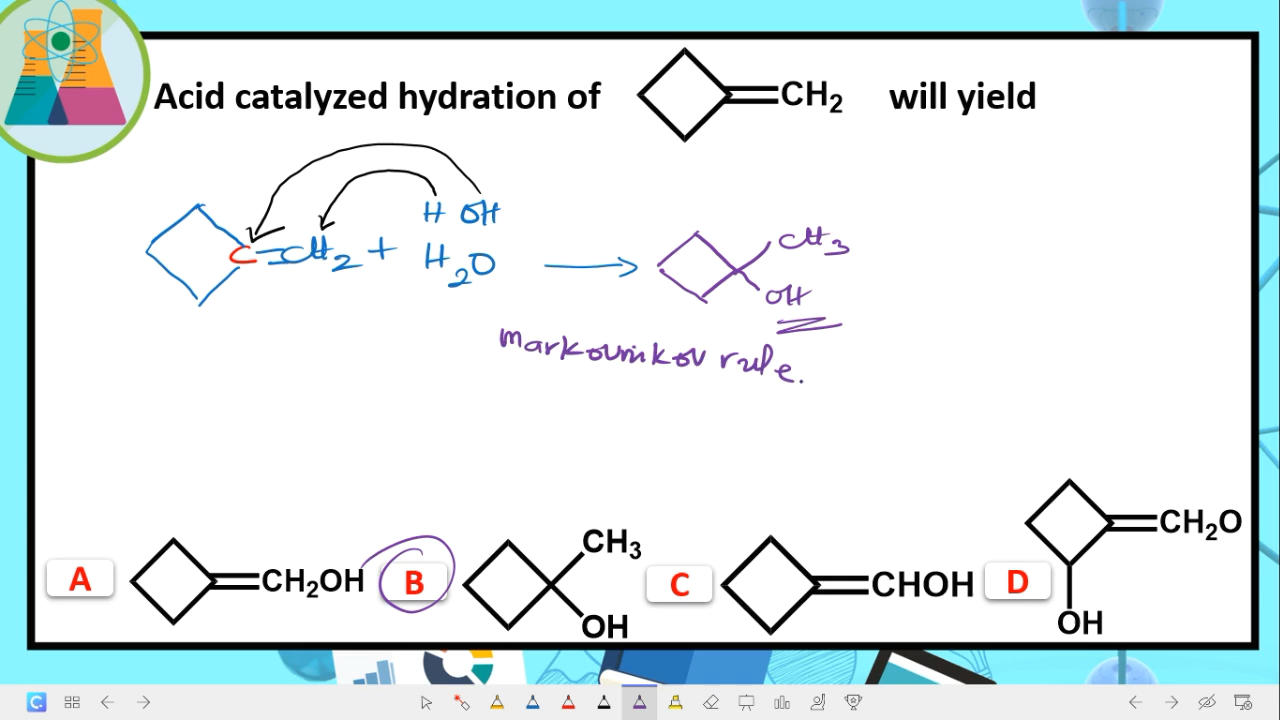 Acid catalyzed hydration of =CH2 will yield
H OH
C=CH2 + H2O
CH3
OH
Markovnikov rule.
A =CH2OH
B CH3
OH
C =CHOH
D =CH2O
OH